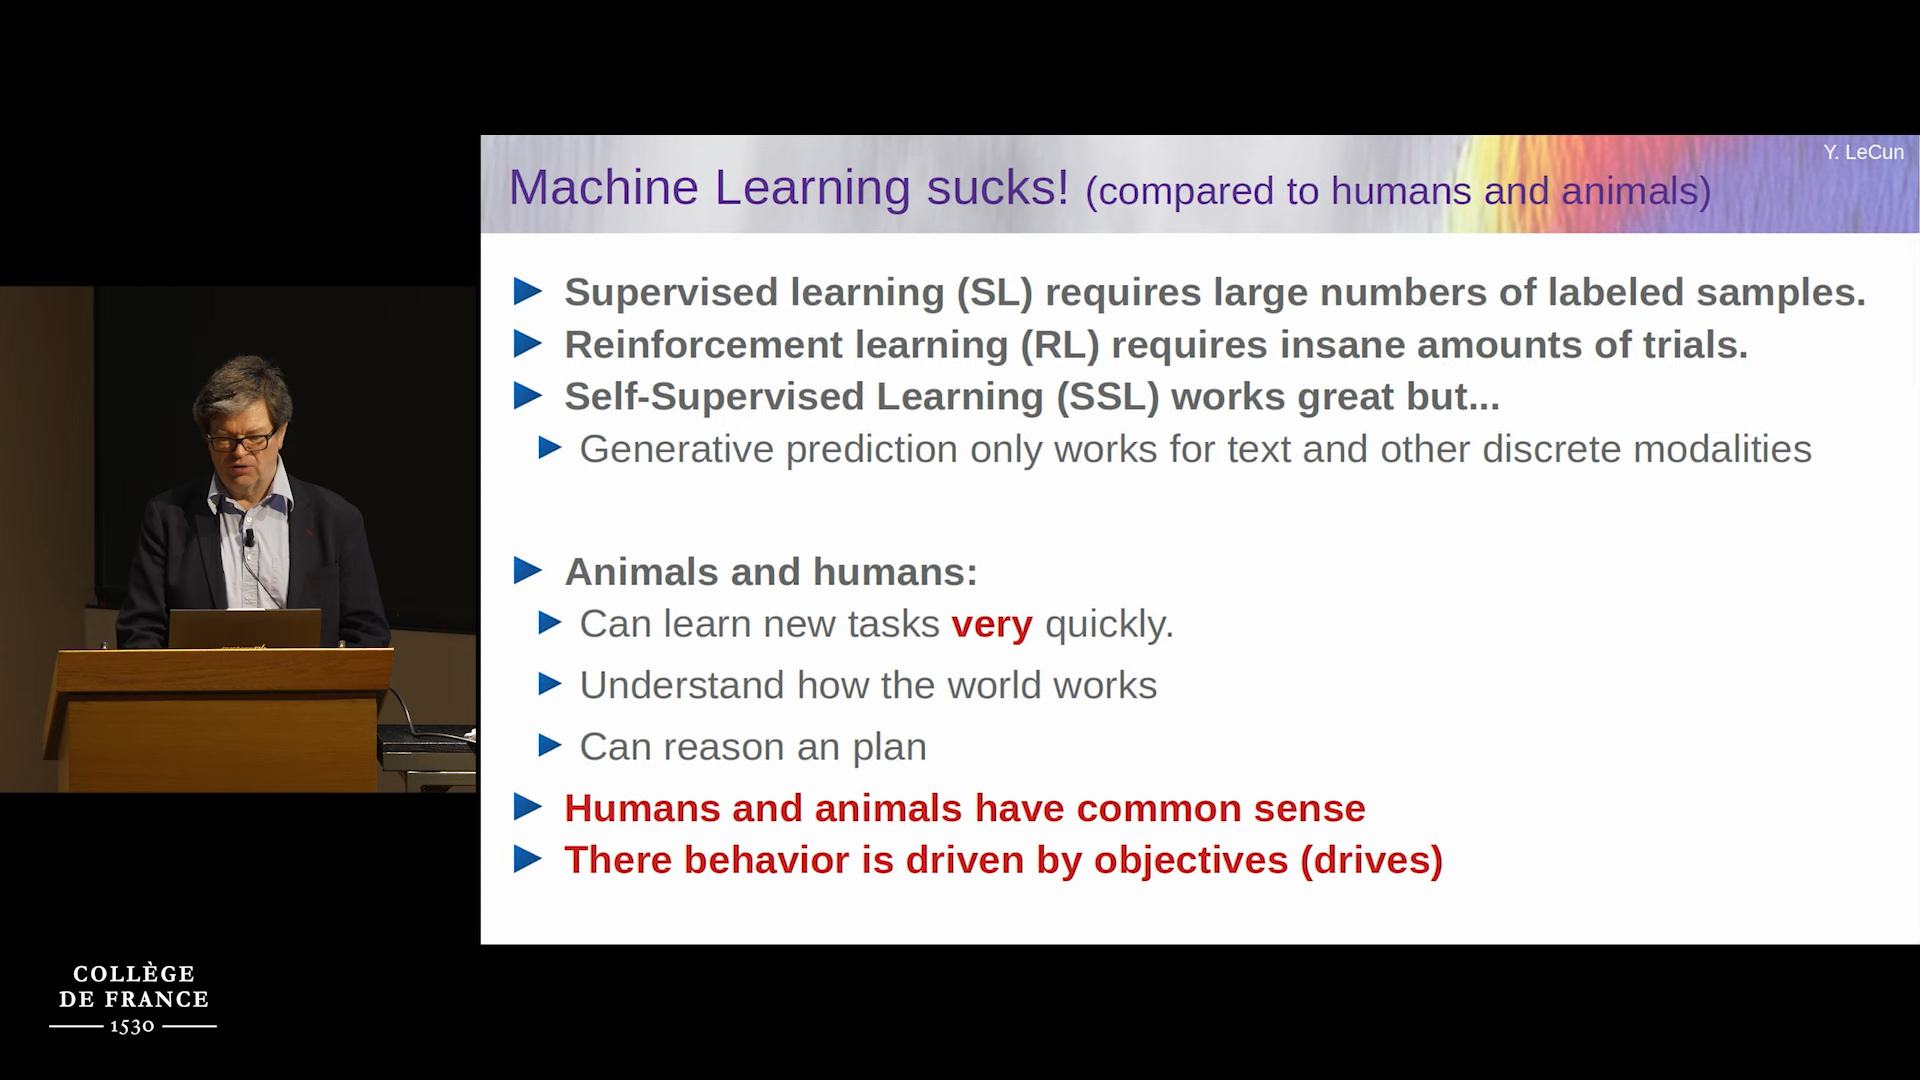 Y. LeCun
Machine Learning sucks! (compared to humans and animals)
Supervised learning (SL) requires large numbers of labeled samples.
Reinforcement learning (RL) requires insane amounts of trials.
Self-Supervised Learning (SSL) works great but...
Generative prediction only works for text and other discrete modalities
Animals and humans:
Can learn new tasks very quickly.
Understand how the world works
Can reason an plan
Humans and animals have common sense
There behavior is driven by objectives (drives)
COLLÈGE
DE FRANCE
1530